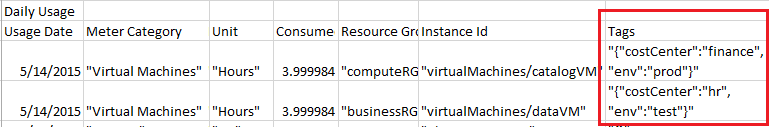 Daily Usage
Usage Date Meter Category Unit Consume Resource Gro Instance Id Tags
5/14/2015 "Virtual Machines" "Hours" 3.999984 "computeRG "virtualMachines/catalogVM" "{"costCenter":"finance",
"env":"prod"}"
5/14/2015 "Virtual Machines" "Hours" 3.999984 "businessRG "virtualMachines/dataVM" "{"costCenter":"hr",
"env":"test"}"